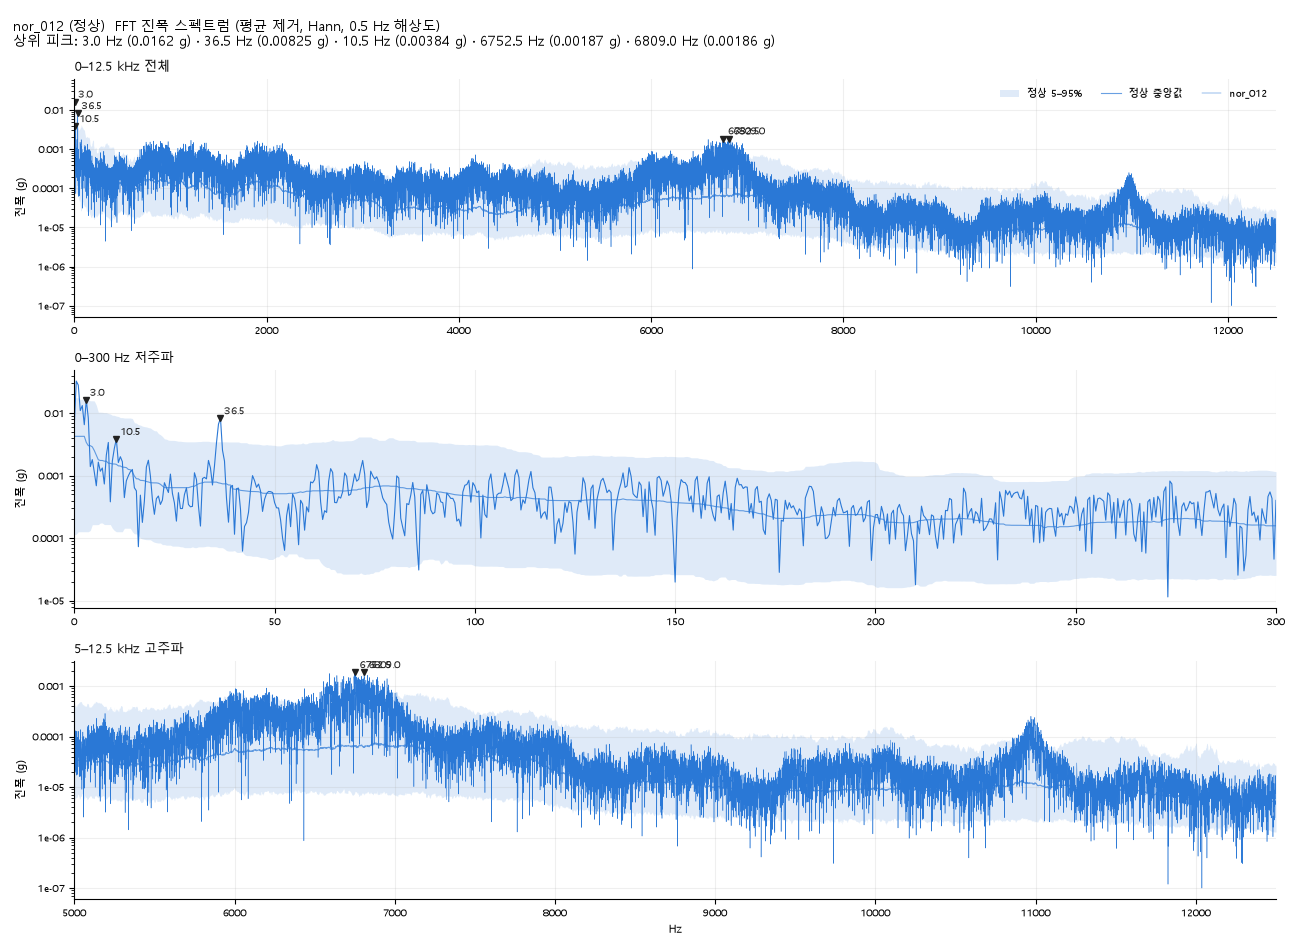 nor_012 (정상)  FFT 진폭 스펙트럼 (평균 제거, Hann, 0.5 Hz 해상도)
상위 피크: 3.0 Hz (0.0162 g) · 36.5 Hz (0.00825 g) · 10.5 Hz (0.00384 g) · 6752.5 Hz (0.00187 g) · 6809.0 Hz (0.00186 g)
0–12.5 kHz 전체
정상 5–95%
정상 중앙값
nor_012
3.0
36.5
10.5
진폭 (g)
0.01
0.001
0.0001
1e-05
1e-06
1e-07
0 2000 4000 6000 8000 10000 12000
0–300 Hz 저주파
3.0
10.5
36.5
진폭 (g)
0.01
0.001
0.0001
1e-05
0 50 100 150 200 250 300
5–12.5 kHz 고주파
진폭 (g)
0.001
0.0001
1e-05
1e-06
1e-07
5000 6000 7000 8000 9000 10000 11000 12000
Hz